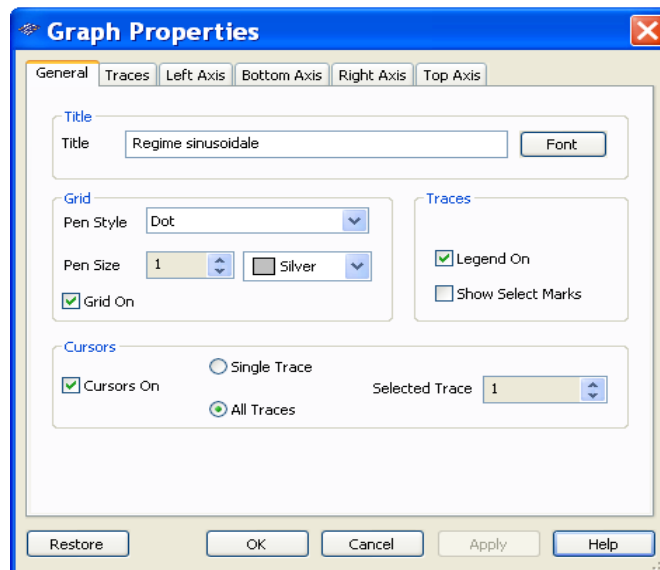 Graph Properties
General Traces Left Axis Bottom Axis Right Axis Top Axis
Title
Title Regime sinusoidale Font
Grid
Pen Style Dot
Pen Size 1 Silver
Grid On
Traces
Legend On
Show Select Marks
Cursors
Cursors On
Single Trace
All Traces
Selected Trace 1
Restore OK Cancel Apply Help